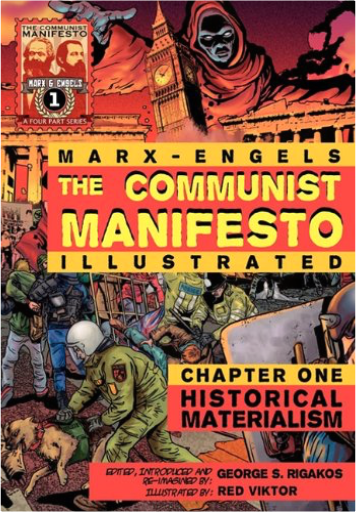 THE COMMUNIST
MANIFESTO
MARX & ENGELS
1
A FOUR PART SERIES
MARX-ENGELS
THE COMMUNIST
MANIFESTO
ILLUSTRATED
CHAPTER ONE
HISTORICAL
MATERIALISM
EDITED, INTRODUCED AND
RE-IMAGINED BY: GEORGE S. RIGAKOS
ILLUSTRATED BY: RED VIKTOR